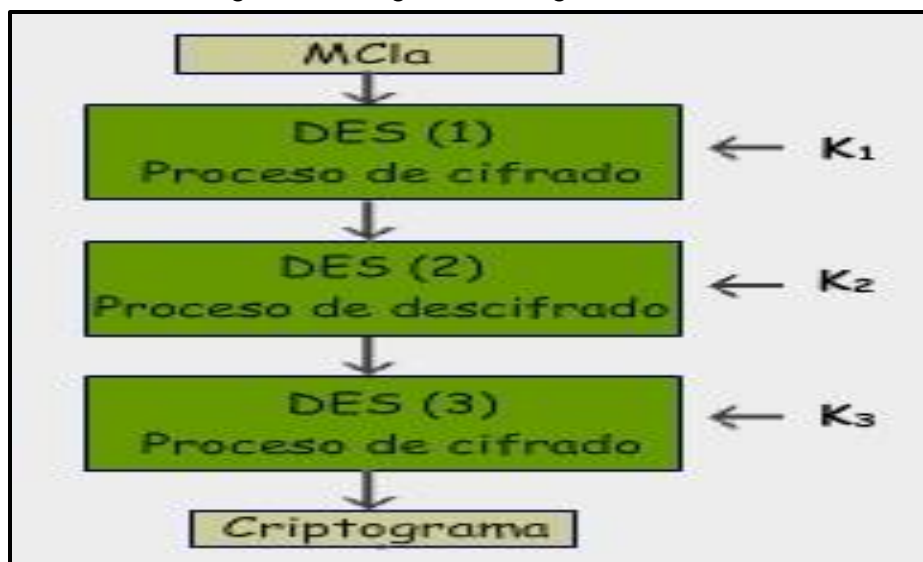 MCla
DES (1)
Proceso de cifrado
K₁
DES (2)
Proceso de descifrado
K₂
DES (3)
Proceso de cifrado
K₃
Criptograma